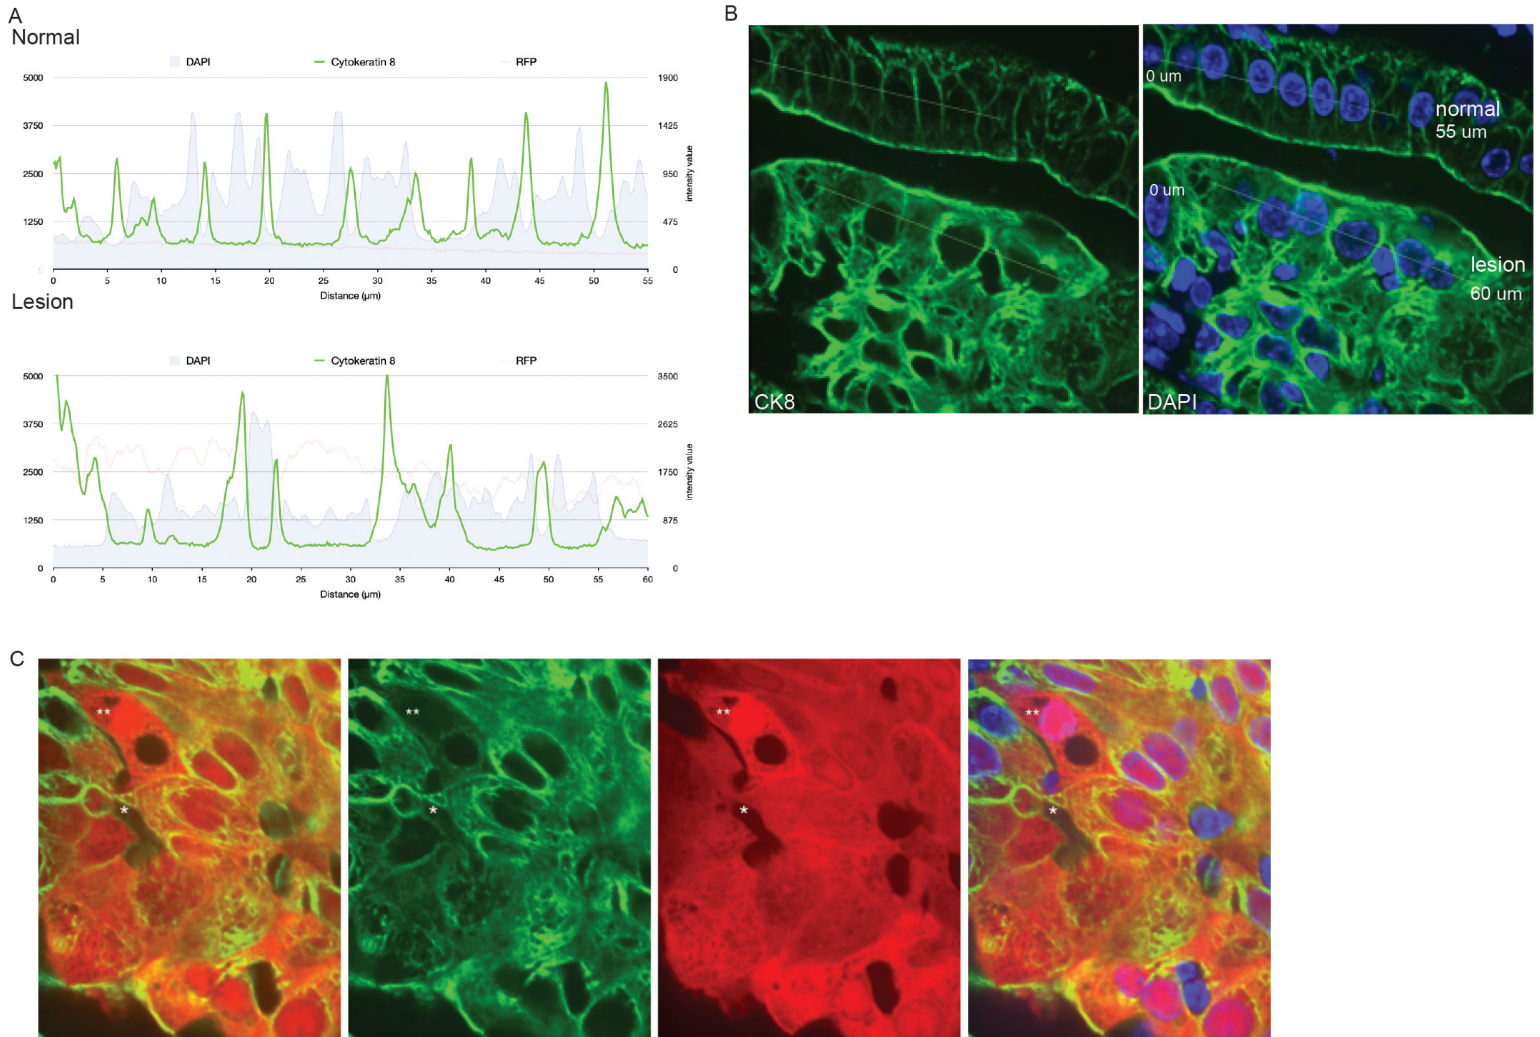 A
Normal
DAPI Cytokeratin 8 RFP
5000 1900
3750 1425
2500 950
1250 475
0 0
intensity value
0 5 10 15 20 25 30 35 40 45 51 55
Distance (µm)
Lesion
DAPI Cytokeratin 8 RFP
5000 3500
3750 2625
2500 1750
1250 875
0 0
intensity value
0 5 10 15 20 25 30 35 40 45 50 55 60
Distance (µm)
B
CK8
0 um
normal
55 um
0 um
lesion
60 um
DAPI
C
** ** ** **
* * * *